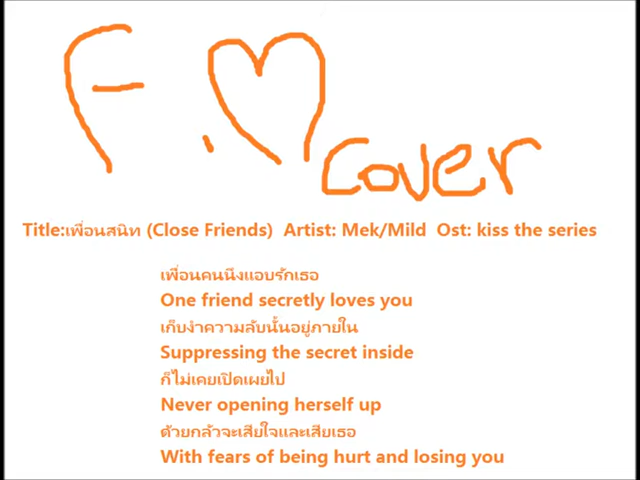 F.M cover
Title:เพื่อนสนิท (Close Friends)  Artist: Mek/Mild  Ost: kiss the series
เพื่อนคนนึงแอบรักเธอ
One friend secretly loves you
เก็บงำความลับนั้นอยู่ภายใน
Suppressing the secret inside
ก็ไม่เคยเปิดเผยไป
Never opening herself up
ด้วยกลัวจะเสียใจและเสียเธอ
With fears of being hurt and losing you